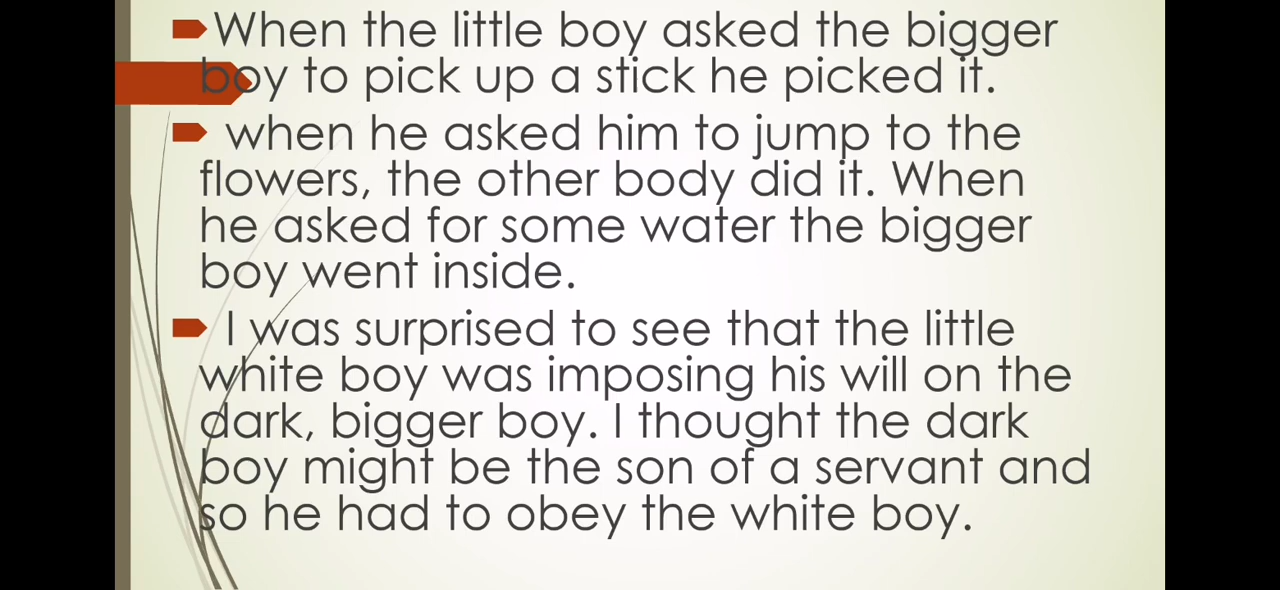 When the little boy asked the bigger
boy to pick up a stick he picked it.
when he asked him to jump to the
flowers, the other body did it. When
he asked for some water the bigger
boy went inside.
I was surprised to see that the little
white boy was imposing his will on the
dark, bigger boy. I thought the dark
boy might be the son of a servant and
so he had to obey the white boy.